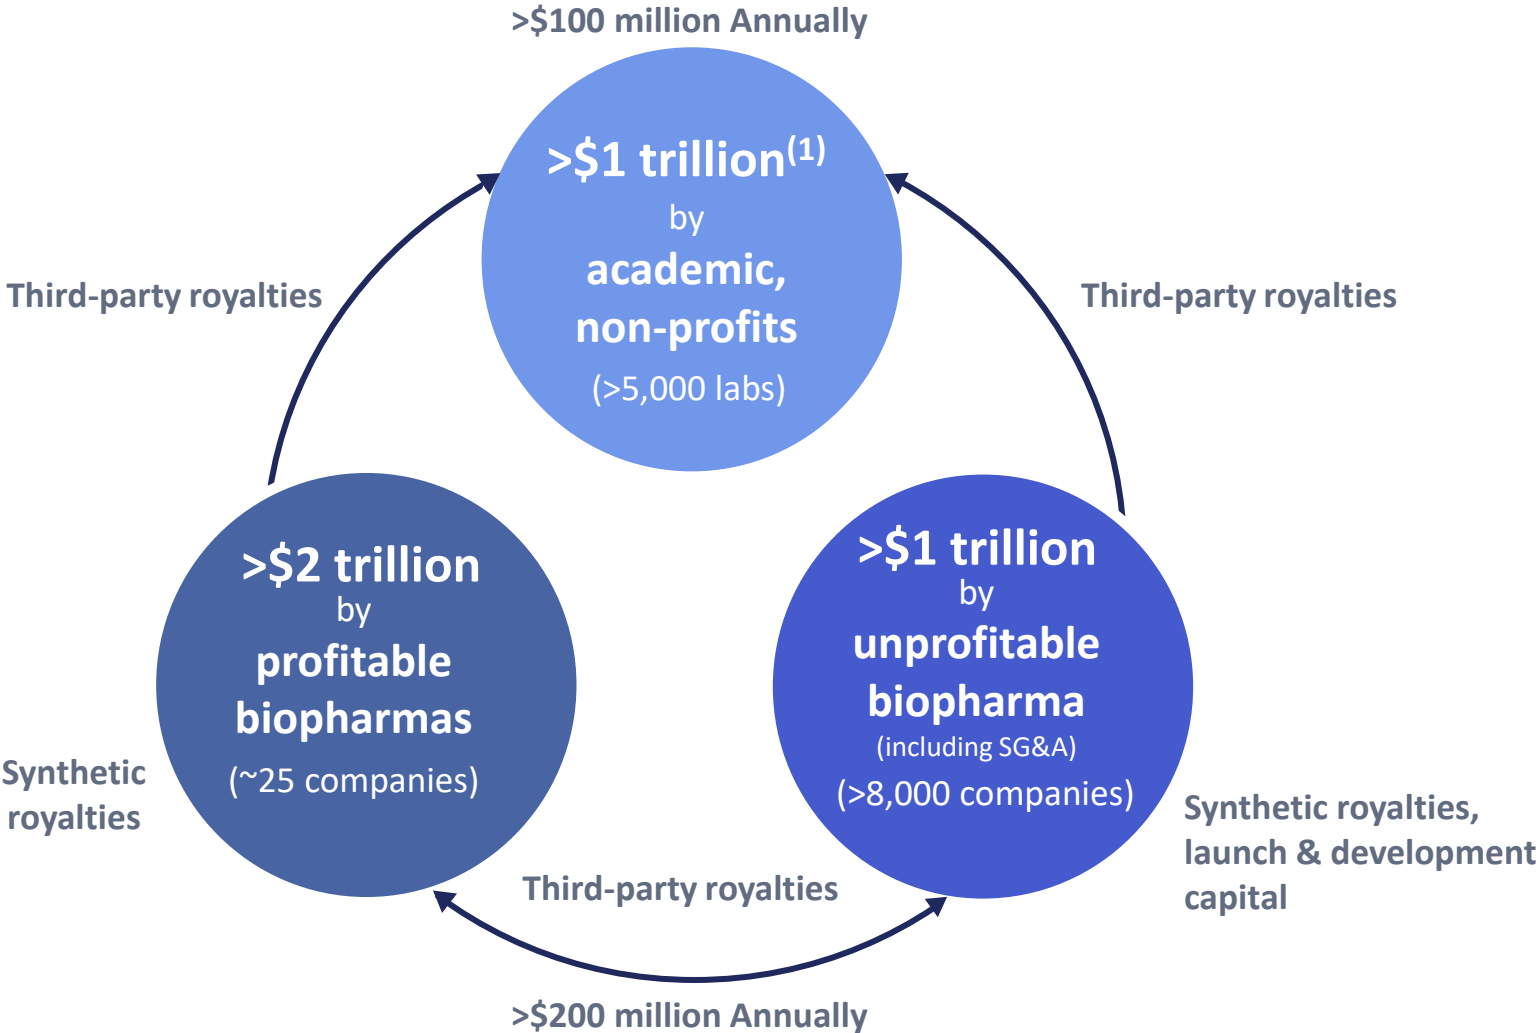 >$100 million Annually
>$1 trillion(1)
by
academic,
non-profits
(>5,000 labs)
Third-party royalties
Third-party royalties
>$2 trillion
by
profitable
biopharmas
(~25 companies)
>$1 trillion
by
unprofitable
biopharma
(including SG&A)
(>8,000 companies)
Synthetic
royalties
Synthetic royalties,
launch & development
capital
Third-party royalties
>$200 million Annually